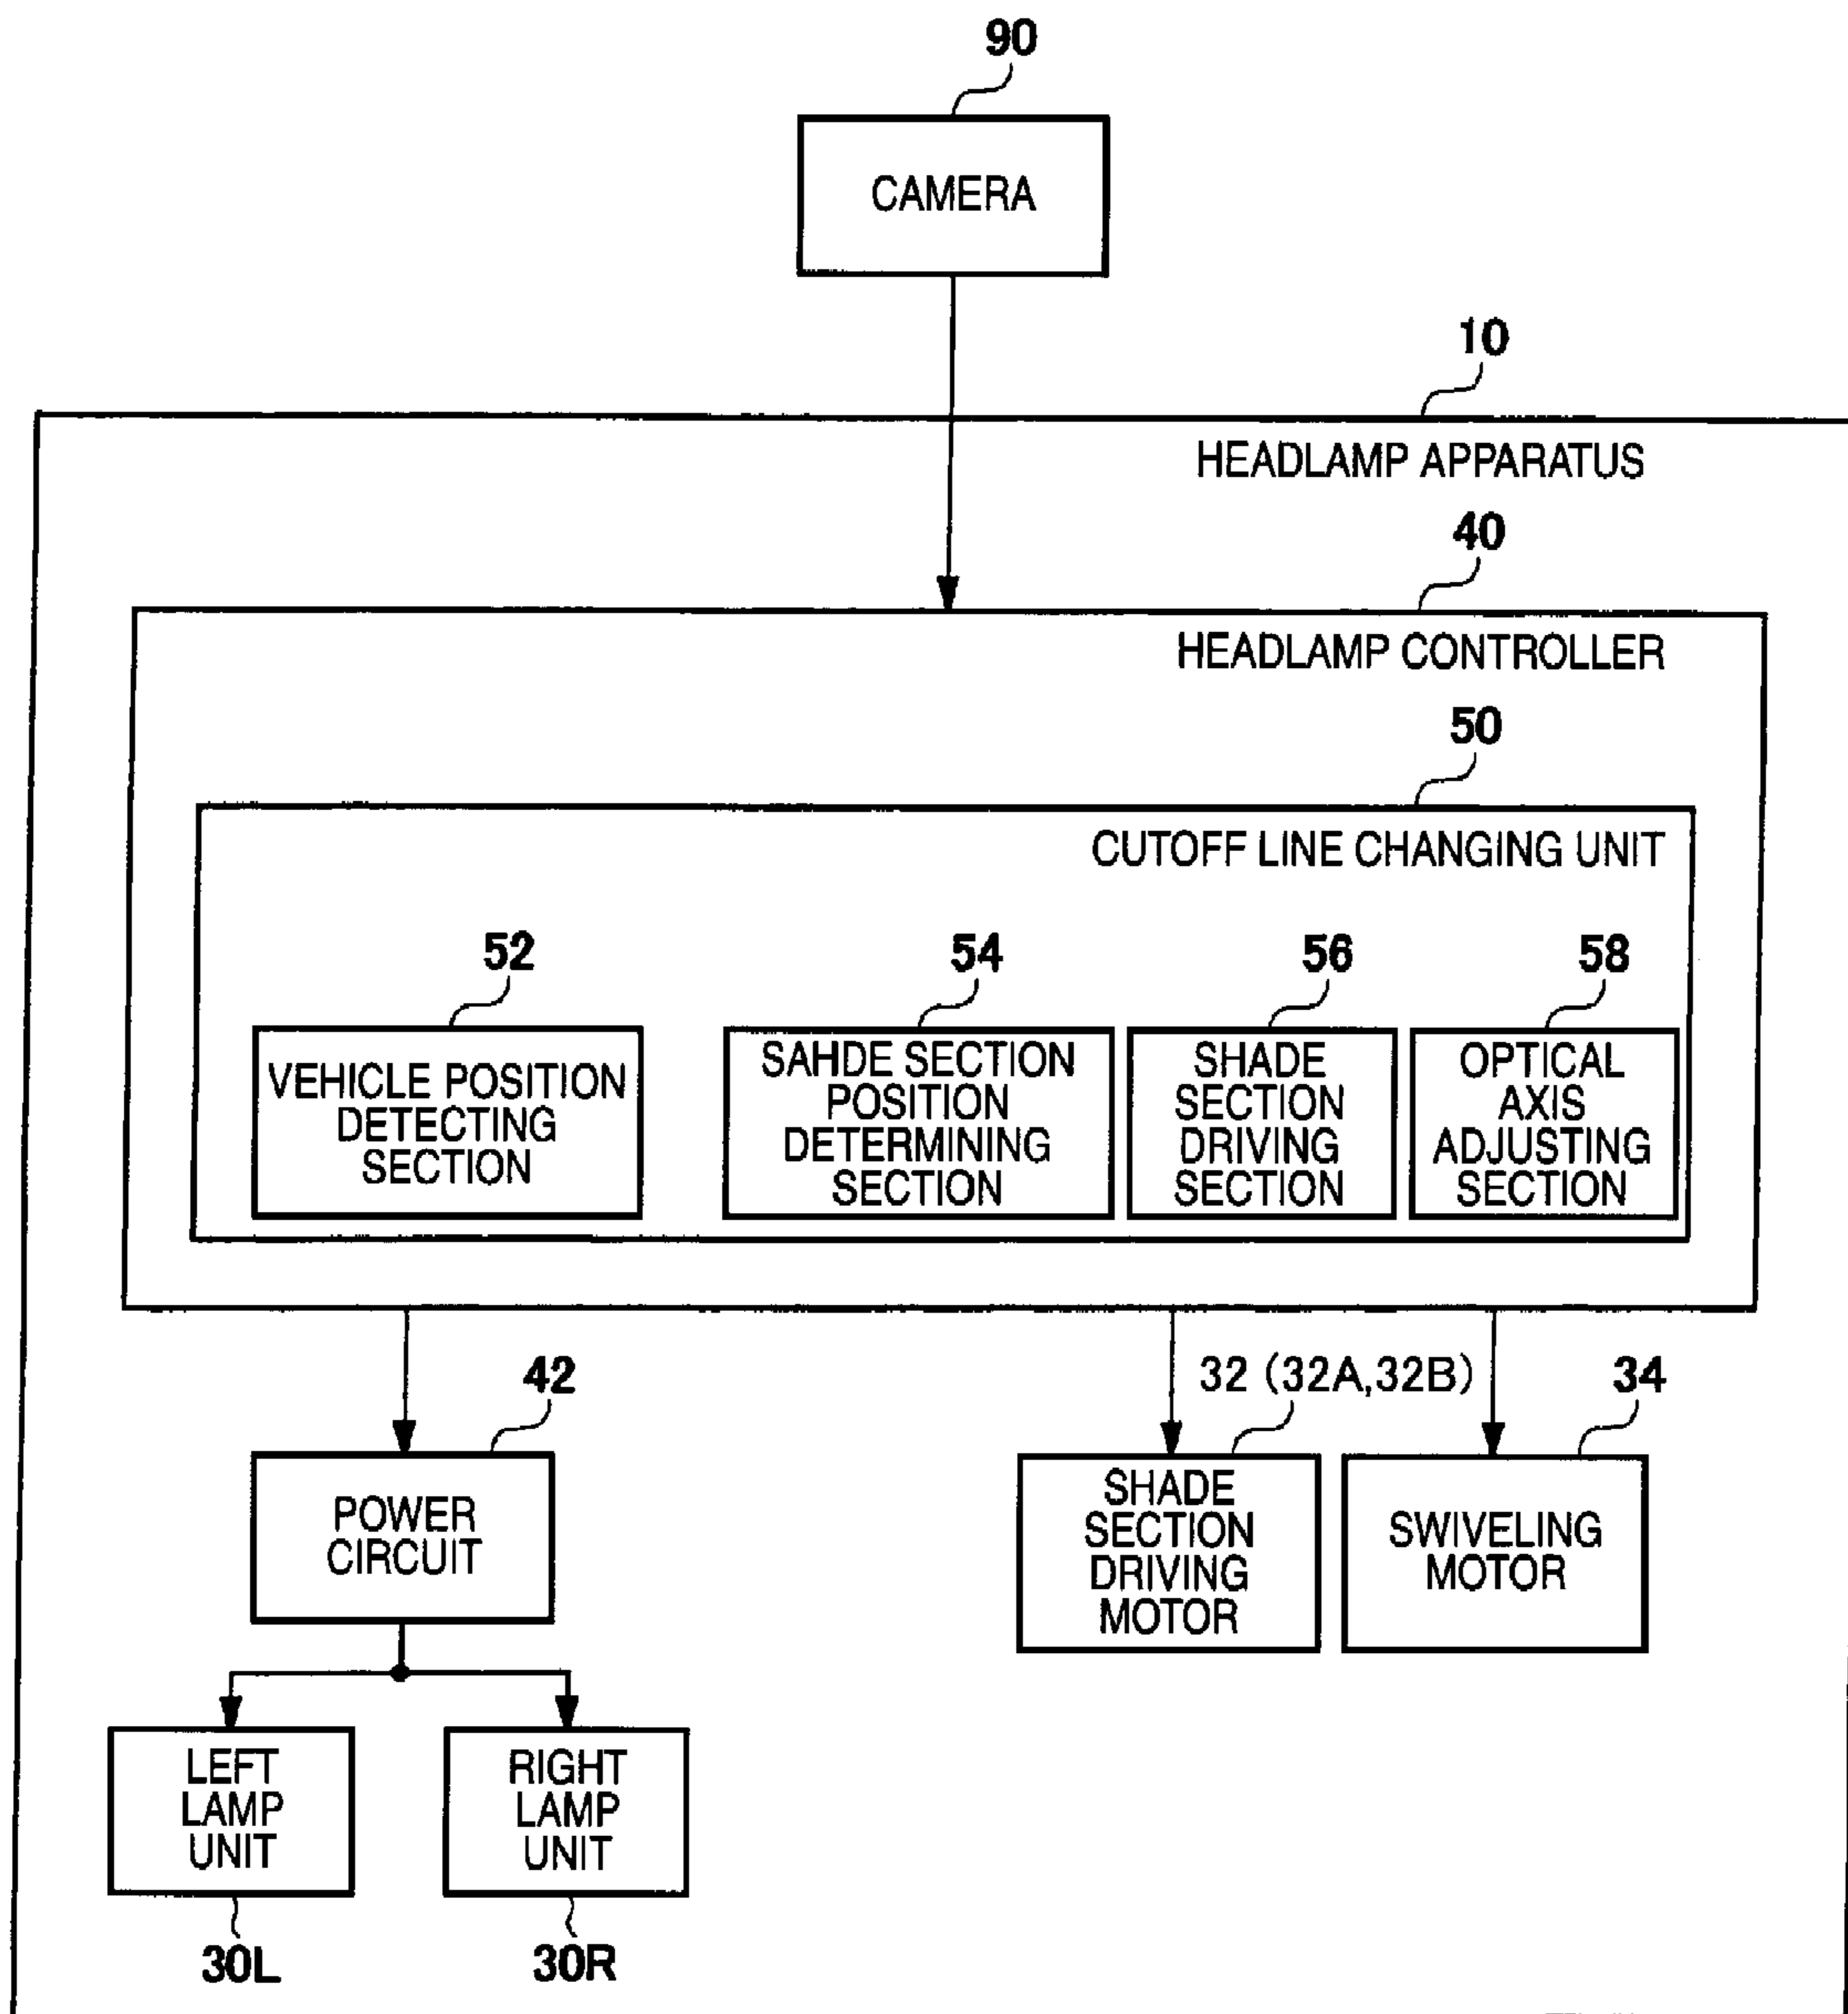 90
CAMERA
10
HEADLAMP APPARATUS
40
HEADLAMP CONTROLLER
50
CUTOFF LINE CHANGING UNIT
52
VEHICLE POSITION
DETECTING
SECTION
54
SAHDE SECTION
POSITION
DETERMINING
SECTION
56
SHADE
SECTION
DRIVING
SECTION
58
OPTICAL
AXIS
ADJUSTING
SECTION
42
POWER
CIRCUIT
32 (32A,32B)
SHADE
SECTION
DRIVING
MOTOR
34
SWIVELING
MOTOR
LEFT
LAMP
UNIT
30L
RIGHT
LAMP
UNIT
30R